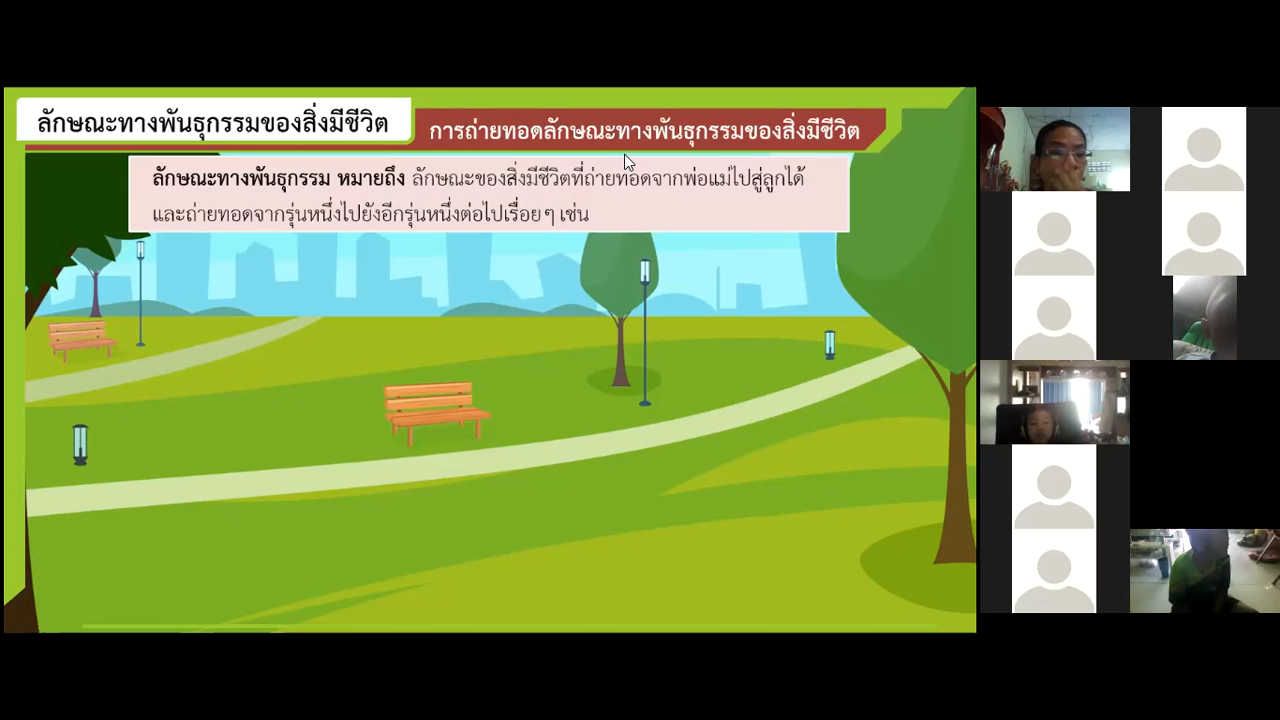 ลักษณะทางพันธุกรรมของสิ่งมีชีวิต
การถ่ายทอดลักษณะทางพันธุกรรมของสิ่งมีชีวิต
ลักษณะทางพันธุกรรม หมายถึง ลักษณะของสิ่งมีชีวิตที่ถ่ายทอดจากพ่อแม่ไปสู่ลูกได้
และถ่ายทอดจากรุ่นหนึ่งไปยังอีกรุ่นหนึ่งต่อไปเรื่อย ๆ เช่น